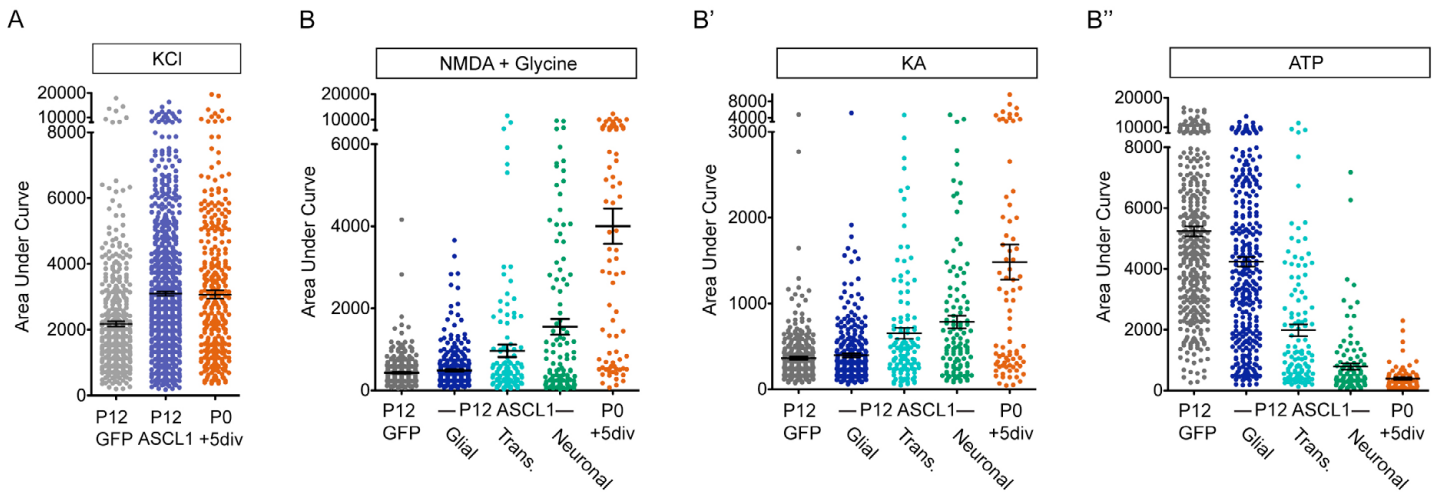 A
KCl
Area Under Curve
20000
10000
8000
6000
4000
2000
0
P12 GFP
P12 ASCL1
P0 +5div
B
NMDA + Glycine
Area Under Curve
20000
10000
6000
4000
2000
0
P12 GFP
P12 ASCL1
Glial
Trans.
Neuronal
P0 +5div
B’
KA
Area Under Curve
8000
4000
3000
2000
1000
0
P12 GFP
P12 ASCL1
Glial
Trans.
Neuronal
P0 +5div
B’’
ATP
Area Under Curve
20000
10000
8000
6000
4000
2000
0
P12 GFP
P12 ASCL1
Glial
Trans.
Neuronal
P0 +5div